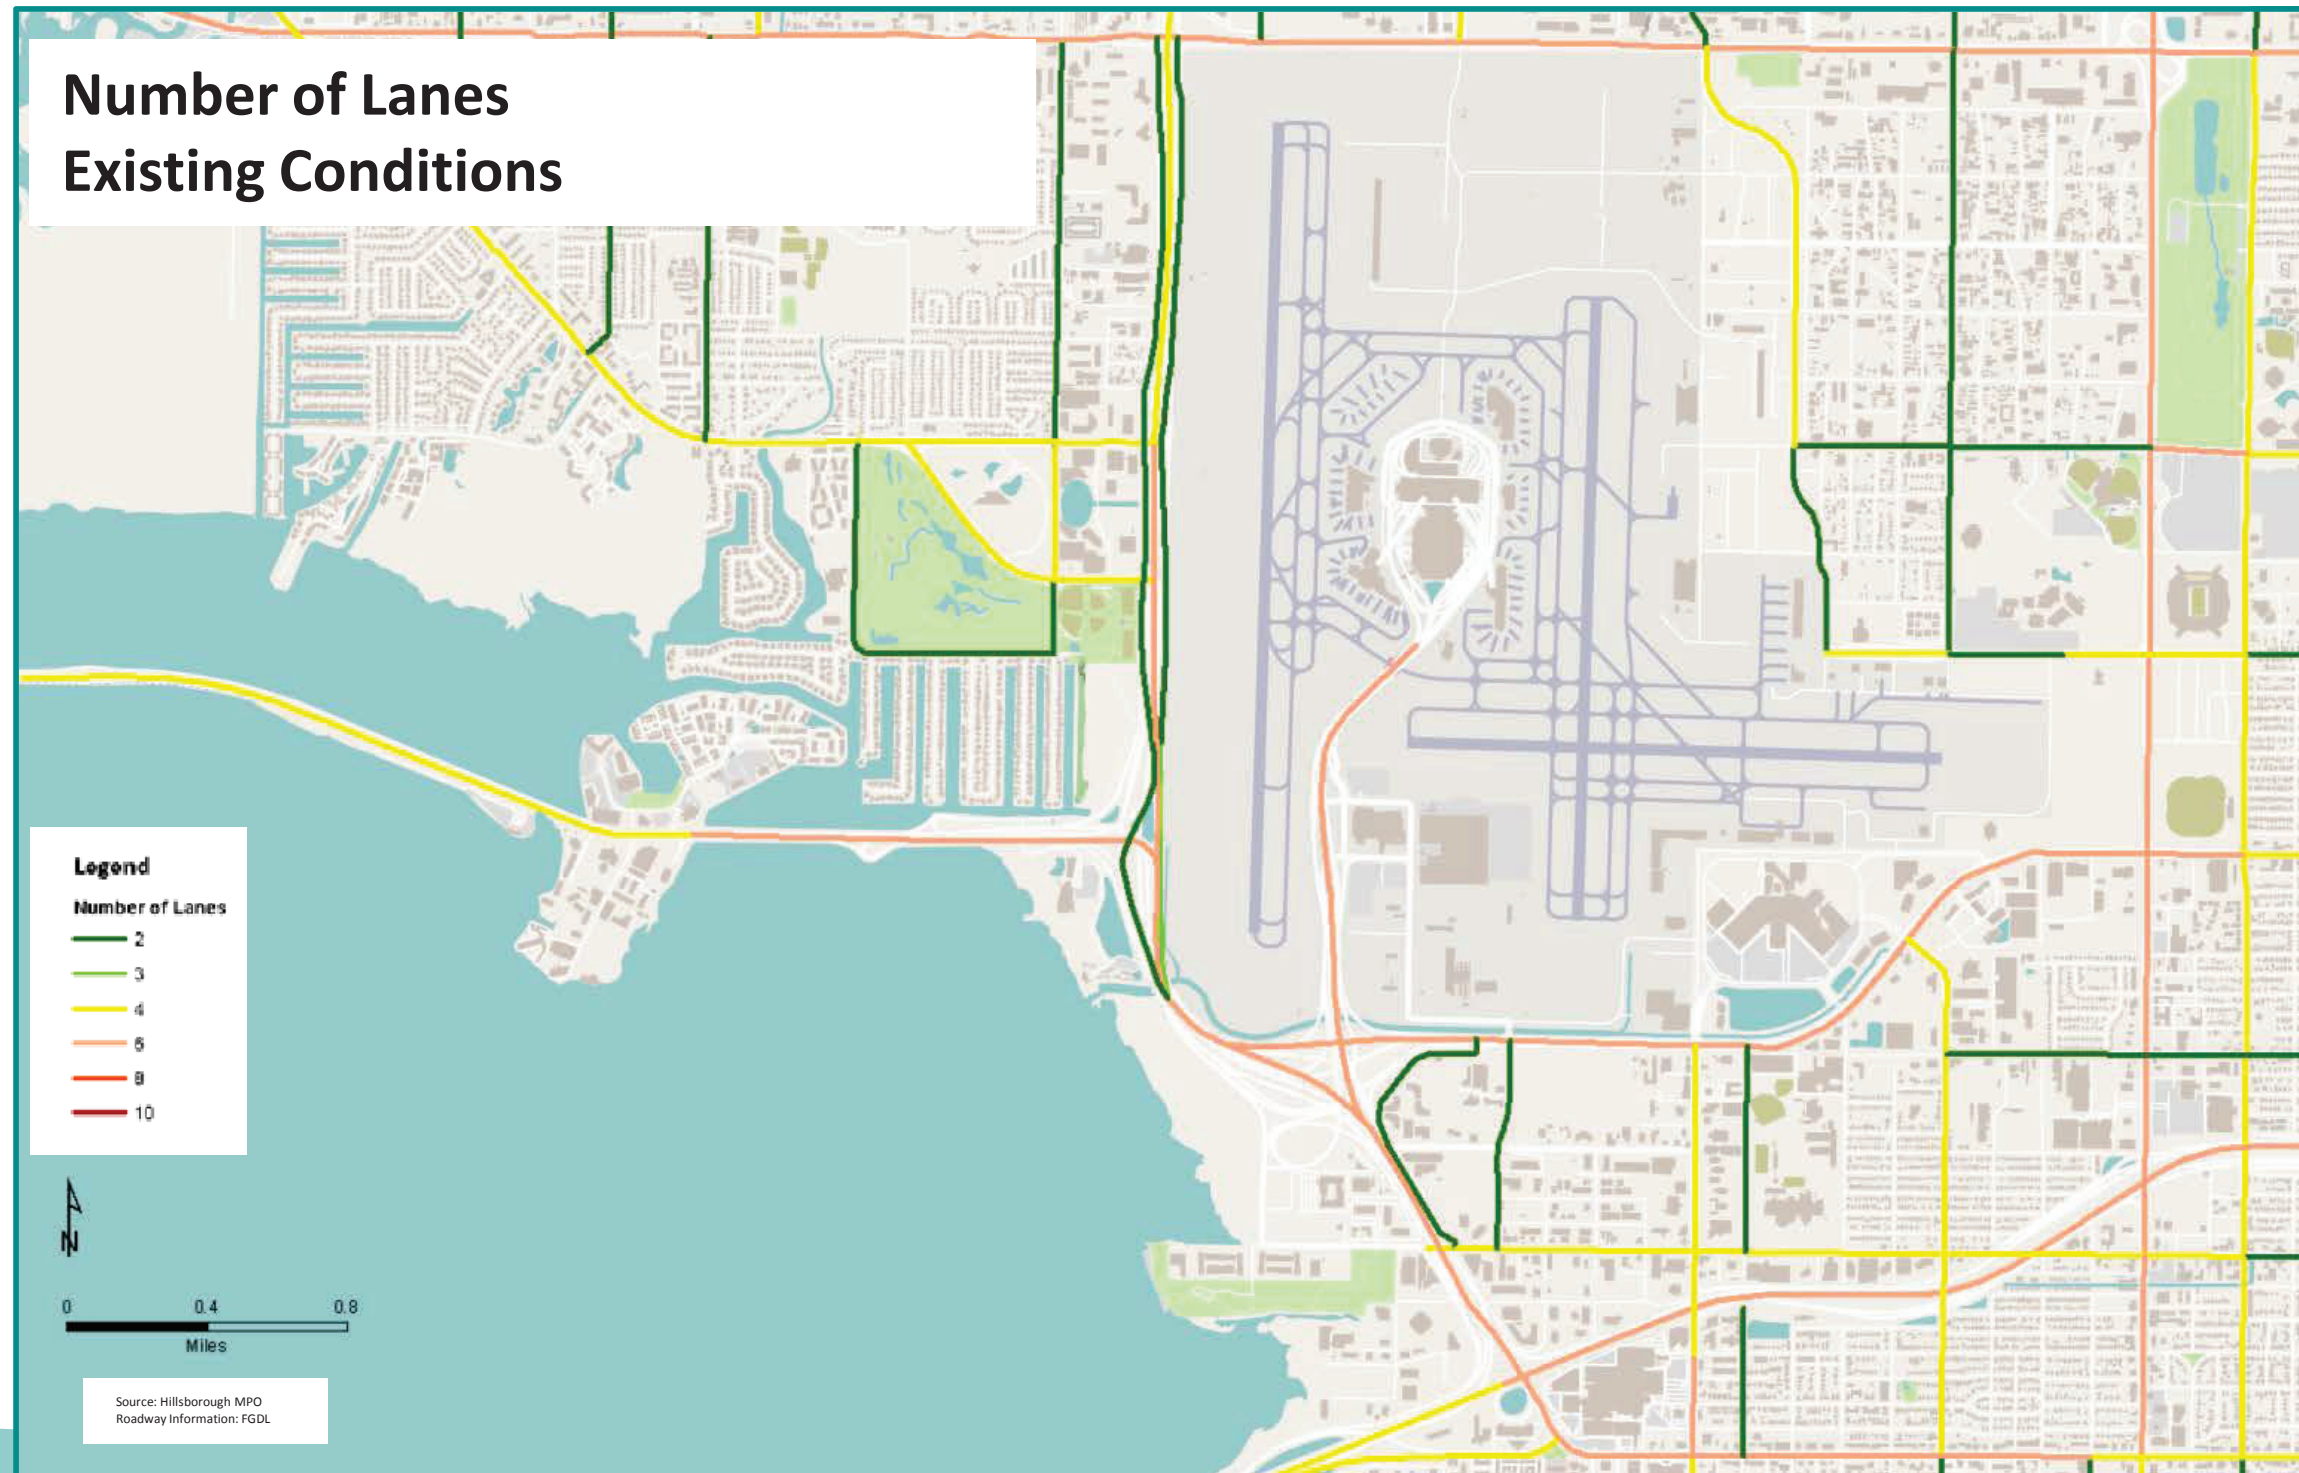 Number of Lanes
Existing Conditions
Legend
Number of Lanes
2
3
4
6
8
10
N
0 0.4 0.8
Miles
Source: Hillsborough MPO
Roadway Information: FGDL